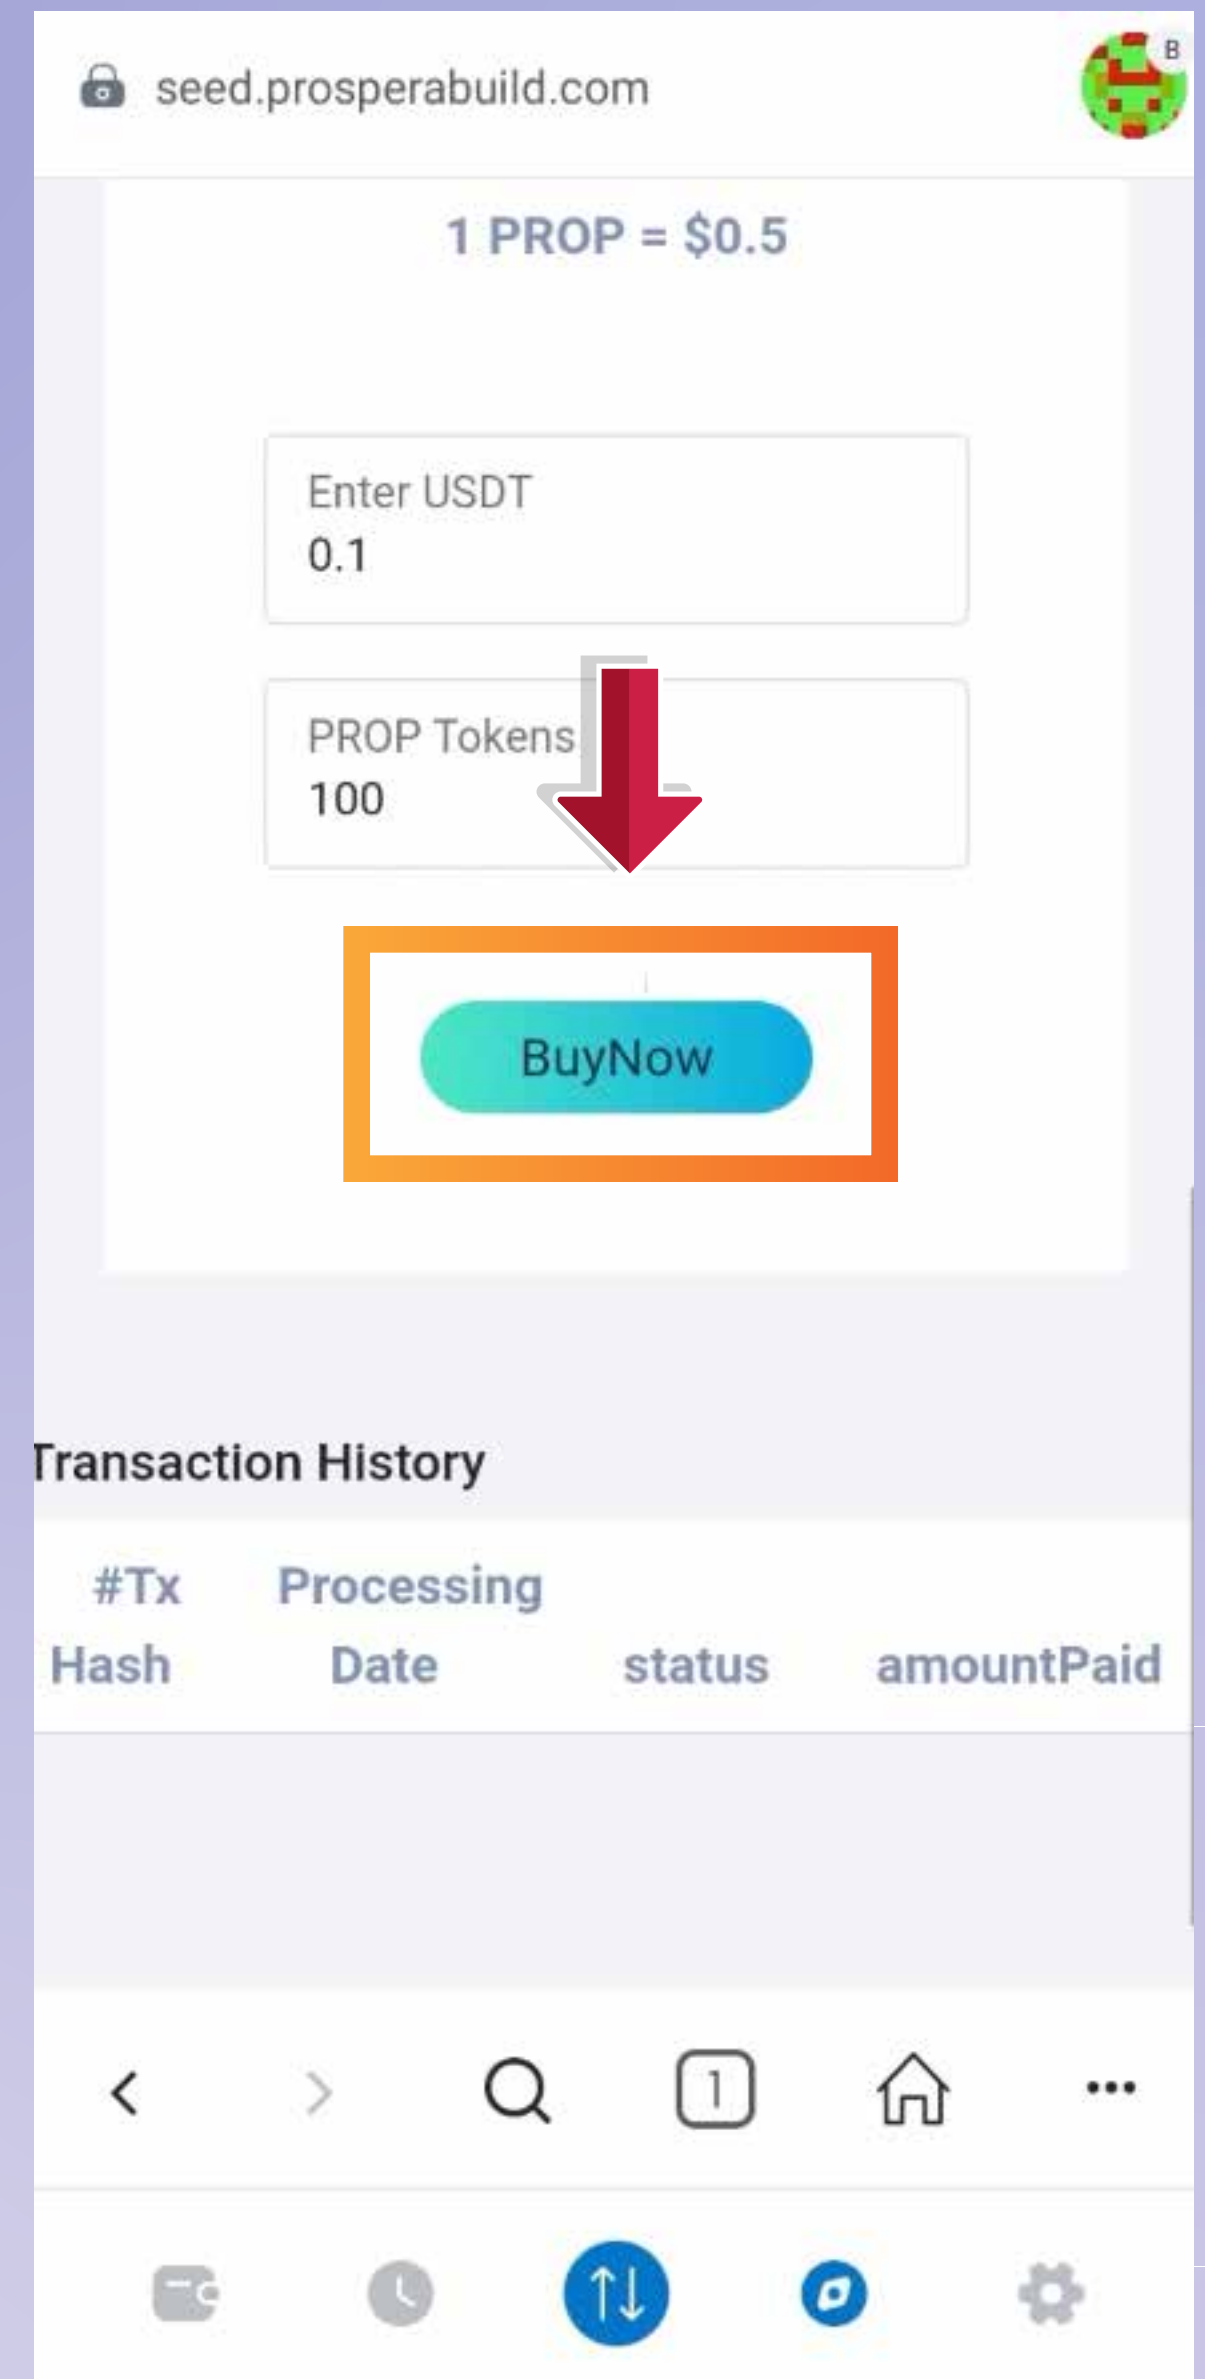 seed.prosperabuild.com
B
1 PROP = $0.5
Enter USDT
0.1
PROP Tokens
100
BuyNow
Transaction History
#Tx Hash
Processing Date
status
amountPaid
1